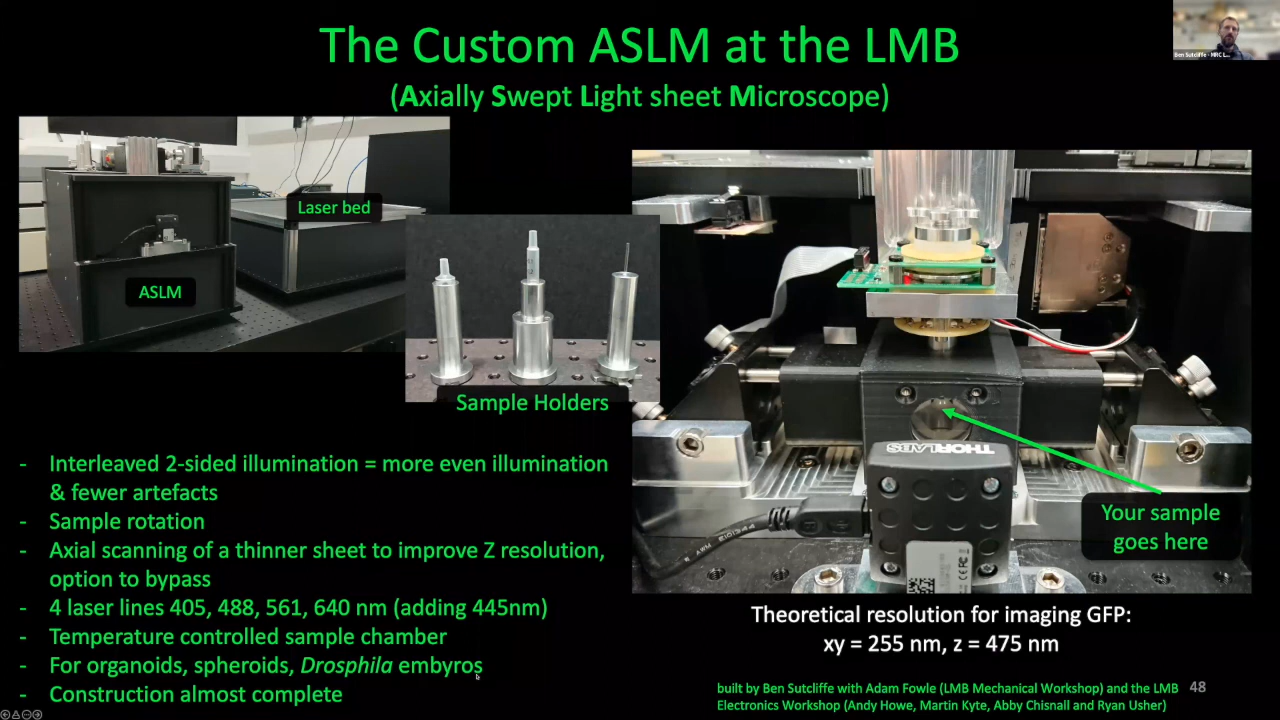 The Custom ASLM at the LMB
(Axially Swept Light sheet Microscope)
Ben Sutcliffe - MRC L...
Laser bed
ASLM
Sample Holders
THORLABS
Your sample
goes here
- Interleaved 2-sided illumination = more even illumination
& fewer artefacts
- Sample rotation
- Axial scanning of a thinner sheet to improve Z resolution,
option to bypass
- 4 laser lines 405, 488, 561, 640 nm (adding 445nm)
- Temperature controlled sample chamber
- For organoids, spheroids, Drosphila embyros
- Construction almost complete
Theoretical resolution for imaging GFP:
xy = 255 nm, z = 475 nm
built by Ben Sutcliffe with Adam Fowle (LMB Mechanical Workshop) and the LMB
Electronics Workshop (Andy Howe, Martin Kyte, Abby Chisnall and Ryan Usher)
48